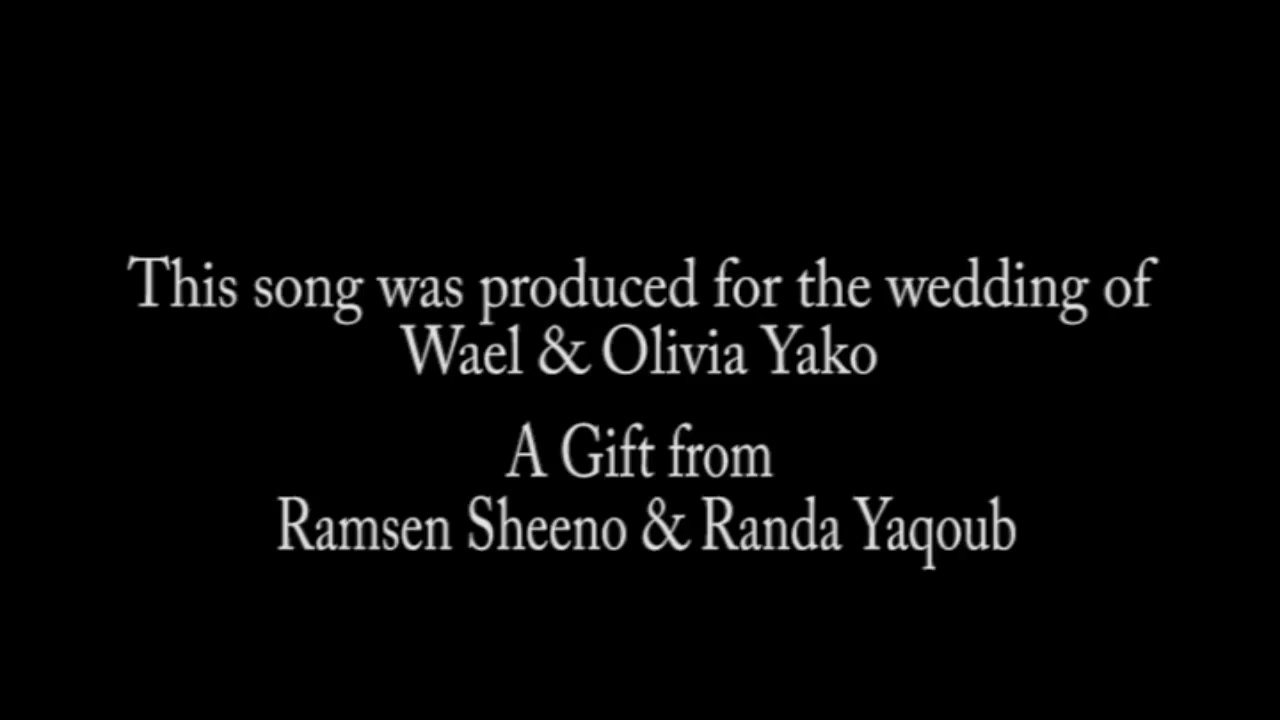 This song was produced for the wedding of
Wael & Olivia Yako
A Gift from
Ramsen Sheeno & Randa Yaqoub